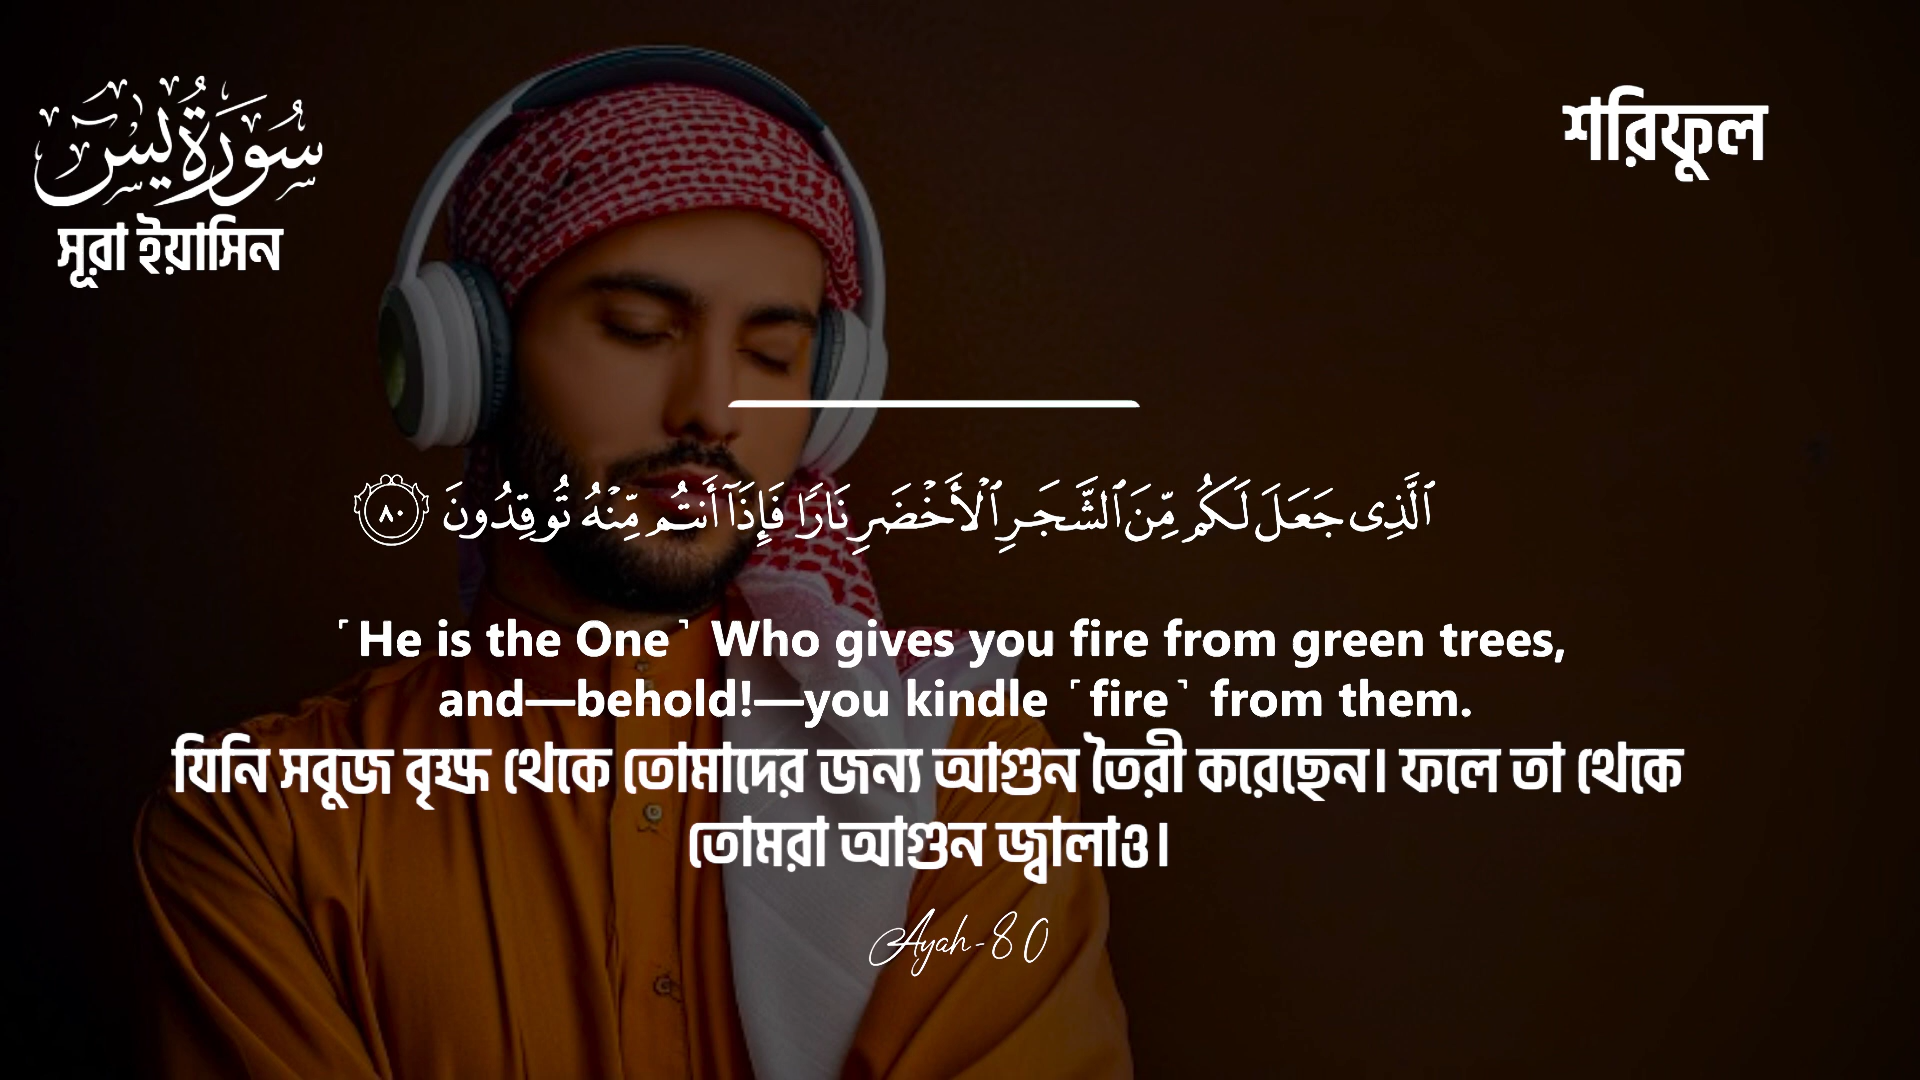 سُورَةُ يسٓ
সূরা ইয়াসিন
শরিফুল
ٱلَّذِى جَعَلَ لَكُم مِّنَ ٱلشَّجَرِ ٱلْأَخْضَرِ نَارًا فَإِذَآ أَنتُم مِّنْهُ تُوقِدُونَ ٨٠
˹He is the One˺ Who gives you fire from green trees,
and—behold!—you kindle ˹fire˺ from them.
যিনি সবুজ বৃক্ষ থেকে তোমাদের জন্য আগুন তৈরী করেছেন। ফলে তা থেকে
তোমরা আগুন জ্বালাও।
Ayah-80